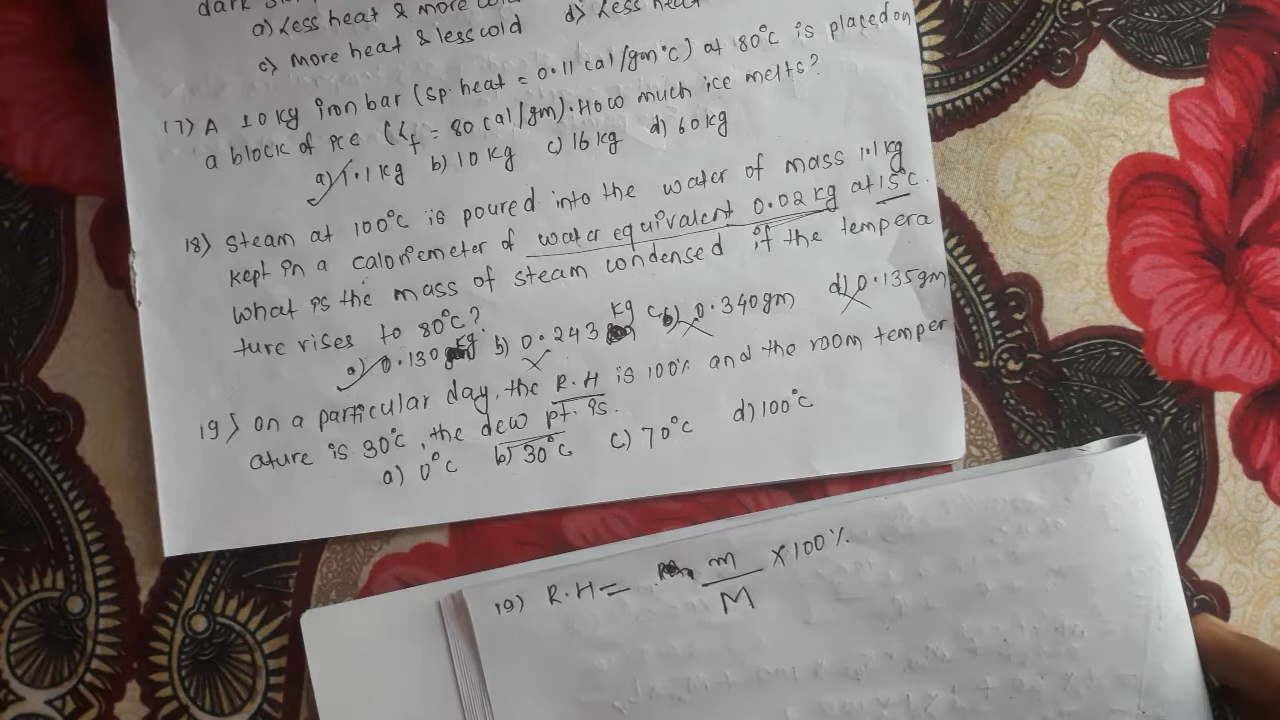 dark
a) Less heat & more cold d) Less heat
c) More heat & less cold
17) A 10 kg iron bar (sp. heat = 0.11 cal/gm°C) at 80°C is placed on
a block of ice (Lf = 80 cal/gm). How much ice melts?
a) 1.1 kg b) 10 kg c) 16 kg d) 60 kg
18) Steam at 100°C is poured into the water of mass 1.1 kg
kept in a caloriemeter of water equivalent 0.02 kg at 15°C.
What is the mass of steam condensed if the tempera
ture rises to 80°C?
a) 0.130 kg b) 0.243 kg c) 0.340 gm d) 0.135 gm
19) On a particular day, the R.H is 100% and the room temper
ature is 30°C, the dew pt. is.
a) 0°C b) 30°C c) 70°C d) 100°C
19) R.H = m/M × 100%